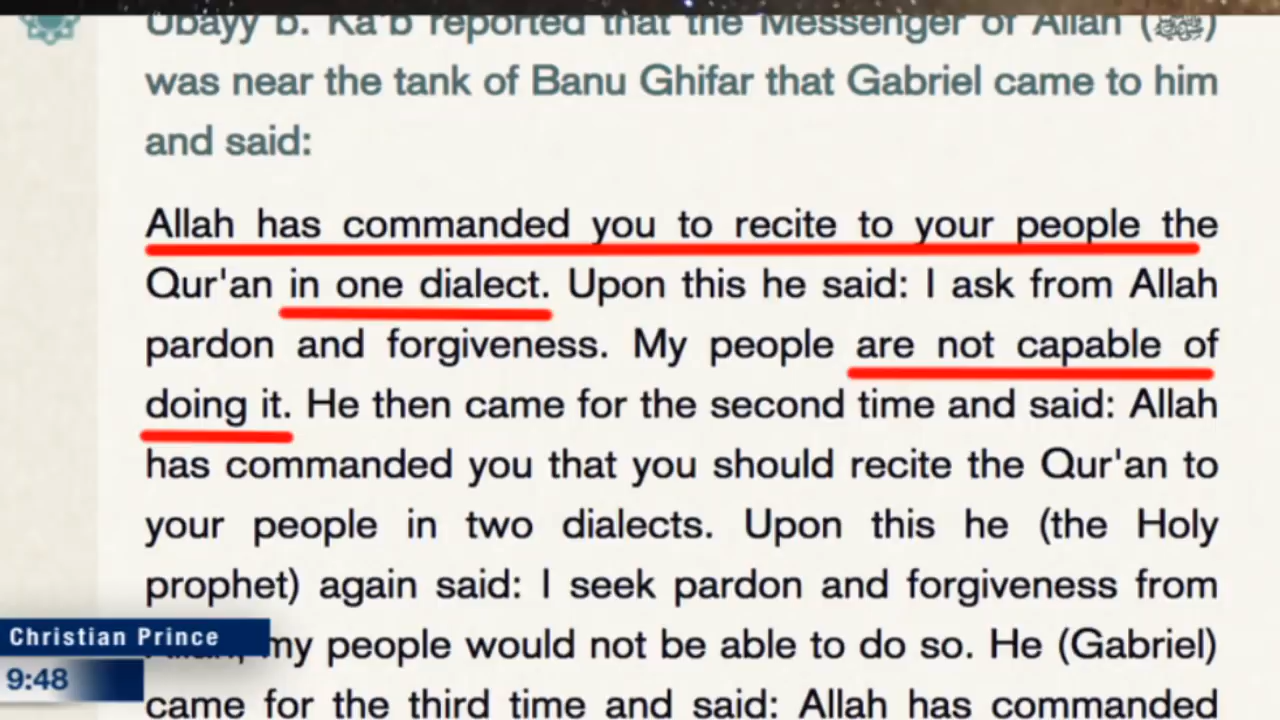 Ubayy b. Ka'b reported that the Messenger of Allah (ﷺ)
was near the tank of Banu Ghifar that Gabriel came to him
and said:
Allah has commanded you to recite to your people the
Qur'an in one dialect. Upon this he said: I ask from Allah
pardon and forgiveness. My people are not capable of
doing it. He then came for the second time and said: Allah
has commanded you that you should recite the Qur'an to
your people in two dialects. Upon this he (the Holy
prophet) again said: I seek pardon and forgiveness from
Allah, my people would not be able to do so. He (Gabriel)
came for the third time and said: Allah has commanded
Christian Prince
9:48